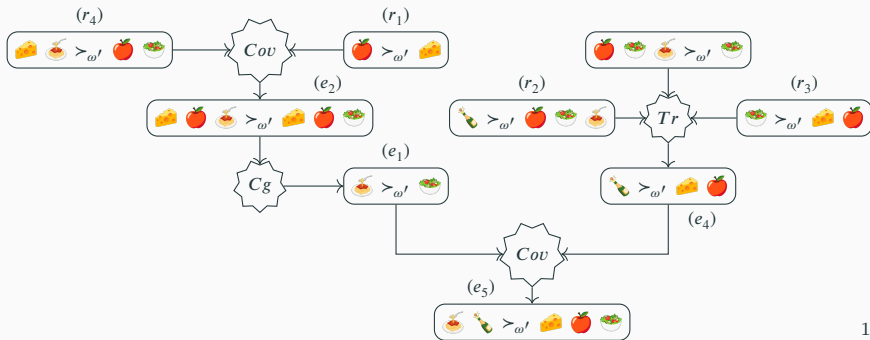 (r₄) (r₁)
🧀 🍝 ≻ω′ 🍎 🥗
Cov
🍎 ≻ω′ 🧀
🍎 🥗 🍝 ≻ω′ 🥗
(e₂) (r₂) (r₃)
🧀 🍎 🍝 ≻ω′ 🧀 🍎 🥗
🍾 ≻ω′ 🍎 🥗 🍝
Tr
🥗 ≻ω′ 🧀 🍎
(e₁)
Cg
🍝 ≻ω′ 🥗
🍾 ≻ω′ 🧀 🍎
(e₄)
Cov
(e₅)
🍝 🍾 ≻ω′ 🧀 🍎 🥗
1